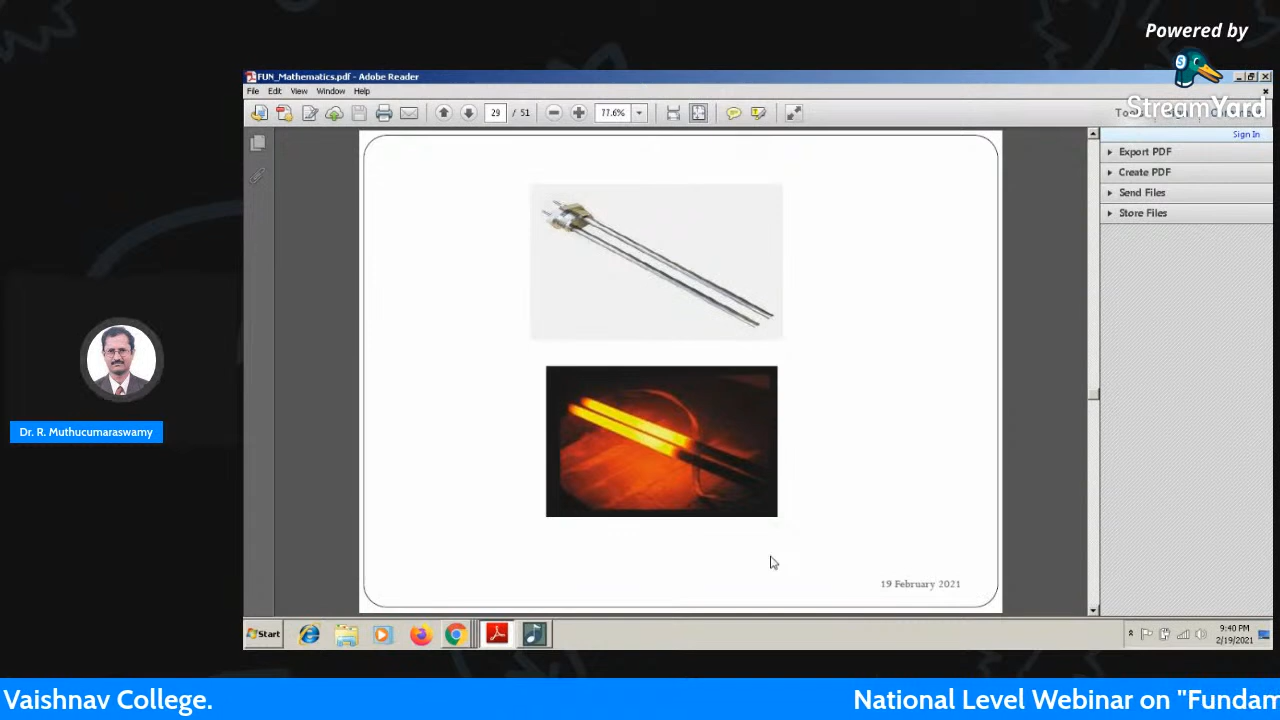 Powered by
StreamYard
FUN_Mathematics.pdf - Adobe Reader
File Edit View Window Help
29 / 51 77.6%
Sign In
Export PDF
Create PDF
Send Files
Store Files
Dr. R. Muthucumaraswamy
19 February 2021
Start
9:40 PM
2/19/2021
Vaishnav College. National Level Webinar on "Fundam